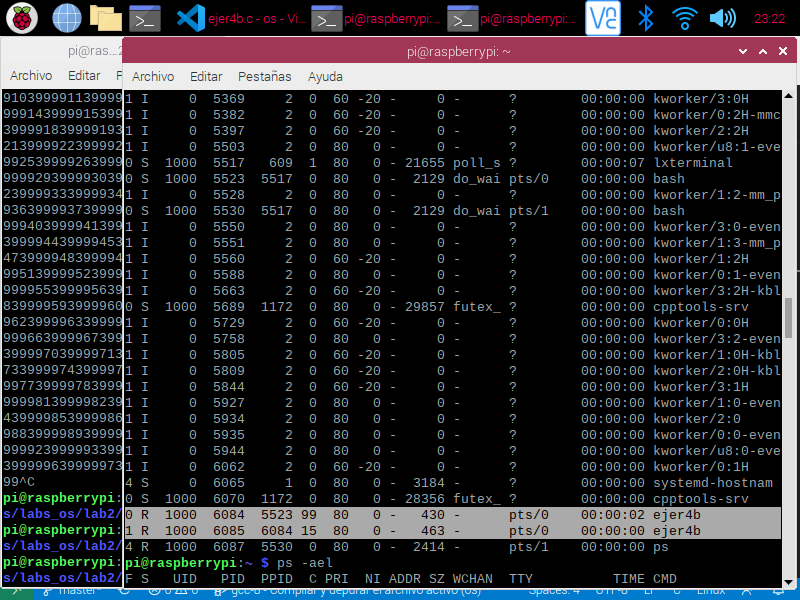 ejer4b.c - os - Vi...
pi@raspberrypi:...
pi@raspberrypi:...
23:22
pi@ras...2
pi@raspberrypi: ~
Archivo Editar
Archivo Editar Pestañas Ayuda
910399991139999
999143999915399
399991839999193
213999922399992
992539999263999
999929399993039
239999333999934
936399993739999
999403999941399
399994439999453
473999948399994
995139999523999
999955399995639
839999593999960
962399996339999
999663999967399
399997039999713
733999974399997
997739999783999
999981399998239
439999853999986
988399998939999
999923999993399
399999639999973
99^C
pi@raspberrypi:
s/labs_os/lab2/
pi@raspberrypi:
s/labs_os/lab2/
pi@raspberrypi:
s/labs_os/lab2/
1 I 0 5369 2 0 60 -20 - 0 - ? 00:00:00 kworker/3:0H
1 I 0 5382 2 0 60 -20 - 0 - ? 00:00:00 kworker/0:2H-mmc
1 I 0 5397 2 0 60 -20 - 0 - ? 00:00:00 kworker/2:2H
1 I 0 5503 2 0 80 0 - 0 - ? 00:00:00 kworker/u8:1-eve
0 S 1000 5517 609 1 80 0 - 21655 poll_s ? 00:00:07 lxterminal
0 S 1000 5523 5517 0 80 0 - 2129 do_wai pts/0 00:00:00 bash
1 I 0 5528 2 0 80 0 - 0 - ? 00:00:00 kworker/1:2-mm_p
0 S 1000 5530 5517 0 80 0 - 2129 do_wai pts/1 00:00:00 bash
1 I 0 5550 2 0 80 0 - 0 - ? 00:00:00 kworker/3:0-even
1 I 0 5551 2 0 80 0 - 0 - ? 00:00:00 kworker/1:3-mm_p
1 I 0 5560 2 0 60 -20 - 0 - ? 00:00:00 kworker/1:2H
1 I 0 5588 2 0 80 0 - 0 - ? 00:00:00 kworker/0:1-even
1 I 0 5663 2 0 60 -20 - 0 - ? 00:00:00 kworker/3:2H-kbl
0 S 1000 5689 1172 0 80 0 - 29857 futex_ ? 00:00:00 cpptools-srv
1 I 0 5729 2 0 60 -20 - 0 - ? 00:00:00 kworker/0:0H
1 I 0 5758 2 0 80 0 - 0 - ? 00:00:00 kworker/3:2-even
1 I 0 5805 2 0 60 -20 - 0 - ? 00:00:00 kworker/1:0H-kbl
1 I 0 5809 2 0 60 -20 - 0 - ? 00:00:00 kworker/2:0H-kbl
1 I 0 5844 2 0 60 -20 - 0 - ? 00:00:00 kworker/3:1H
1 I 0 5927 2 0 80 0 - 0 - ? 00:00:00 kworker/1:0-even
1 I 0 5934 2 0 80 0 - 0 - ? 00:00:00 kworker/2:0
1 I 0 5935 2 0 80 0 - 0 - ? 00:00:00 kworker/0:0-even
1 I 0 5944 2 0 80 0 - 0 - ? 00:00:00 kworker/u8:0-eve
1 I 0 6062 2 0 60 -20 - 0 - ? 00:00:00 kworker/0:1H
4 S 0 6065 1 0 80 0 - 3184 - ? 00:00:00 systemd-hostnam
0 S 1000 6070 1172 0 80 0 - 28356 futex_ ? 00:00:00 cpptools-srv
0 R 1000 6084 5523 99 80 0 - 430 - pts/0 00:00:02 ejer4b
1 R 1000 6085 6084 15 80 0 - 463 - pts/0 00:00:00 ejer4b
4 R 1000 6087 5530 0 80 0 - 2414 - pts/1 00:00:00 ps
pi@raspberrypi:~ $ ps -ael
F S UID PID PPID C PRI NI ADDR SZ WCHAN TTY TIME CMD